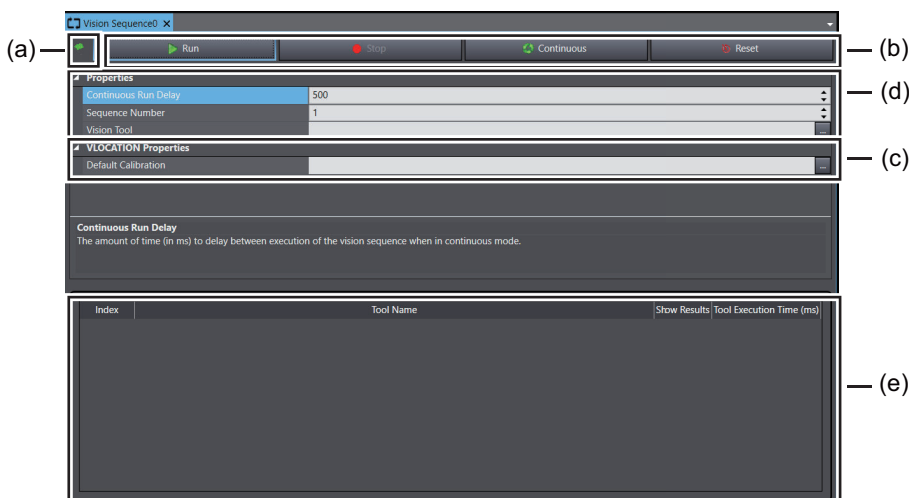 Vision Sequence0
(a) Run Stop Continuous Reset (b)
Properties
Continuous Run Delay 500 (d)
Sequence Number 1
Vision Tool
VLOCATION Properties
Default Calibration (c)
Continuous Run Delay
The amount of time (in ms) to delay between execution of the vision sequence when in continuous mode.
Index Tool Name Show Results Tool Execution Time (ms)
(e)